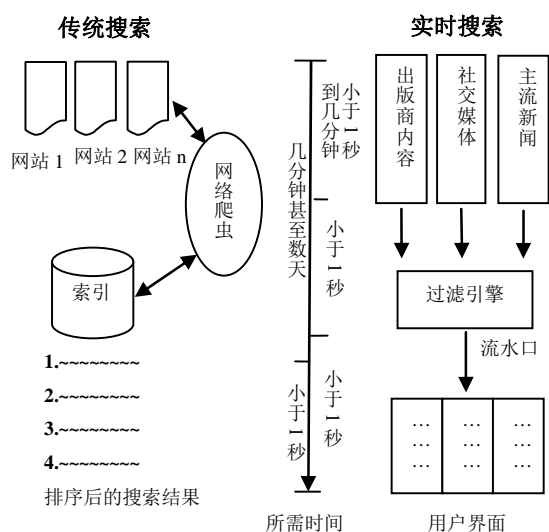 传统搜索
实时搜索
网站 1
网站 2
网站 n
网络爬虫
索引
1.~~~~~~~~
2.~~~~~~~~
3.~~~~~~~~
4.~~~~~~~~
排序后的搜索结果
几分钟甚至数天
小于 1 秒
小于 1 秒
到几分钟
小于 1 秒
小于 1 秒
所需时间
出版商内容
社交媒体
主流新闻
过滤引擎
流水口
… … …
… … …
… … …
用户界面